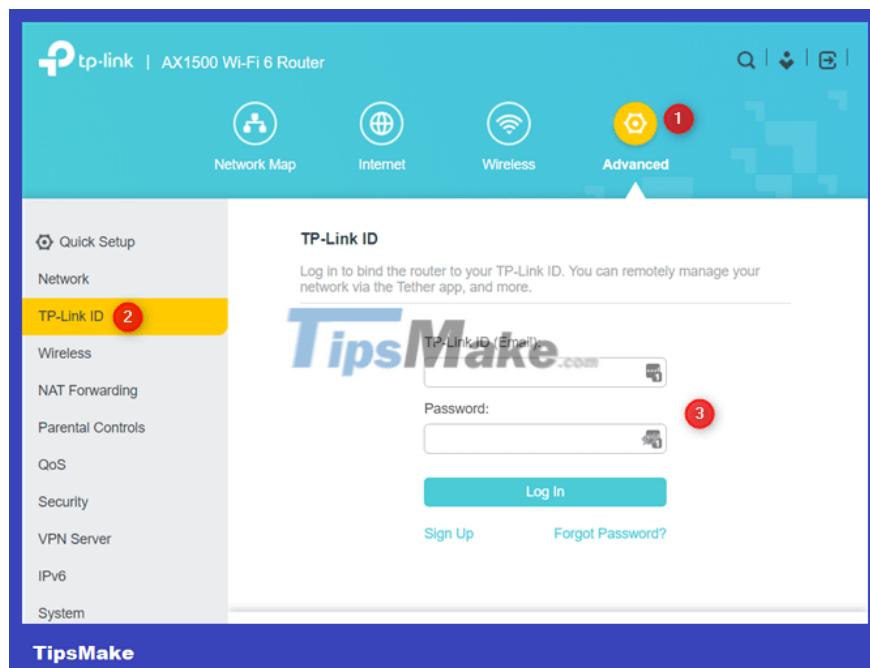 tp-link | AX1500 Wi-Fi 6 Router
Network Map
Internet
Wireless
Advanced
1
Quick Setup
Network
TP-Link ID
2
Wireless
NAT Forwarding
Parental Controls
QoS
Security
VPN Server
IPv6
System
TP-Link ID
Log in to bind the router to your TP-Link ID. You can remotely manage your
network via the Tether app, and more.
TipsMake.com
TP-Link ID (Email):
Password:
3
Log In
Sign Up
Forgot Password?
TipsMake